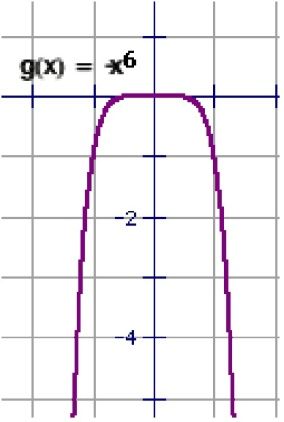 g(x) = -x⁶
-2
-4